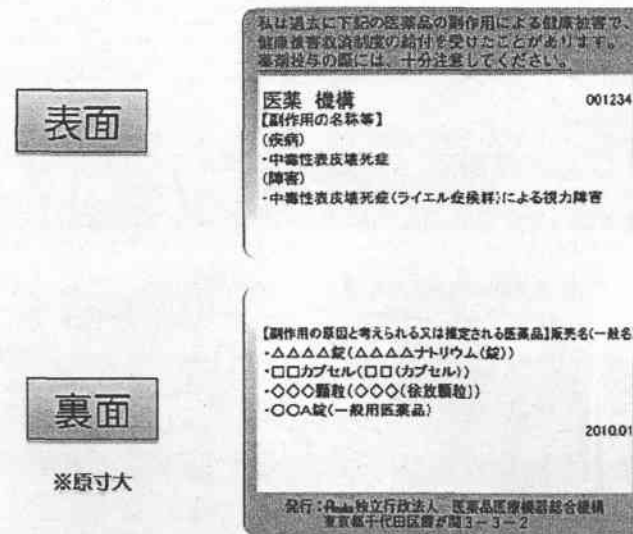 表面
私は過去に下記の医薬品の副作用による健康被害で、
健康被害救済制度の給付を受けたことがあります。
薬剤投与の際には、十分注意してください。
医薬 機構
001234
【副作用の名称等】
(疾病)
・中毒性表皮壊死症
(障害)
・中毒性表皮壊死症(ライエル症候群)による視力障害
裏面
※原寸大
【副作用の原因と考えられる又は推定される医薬品】販売名(一般名
・△△△△錠(△△△△ナトリウム(錠))
・□□カプセル(□□(カプセル))
・◇◇◇顆粒(◇◇◇(徐放顆粒))
・○○A錠(一般用医薬品)
2010.01
発行:Pmda 独立行政法人 医薬品医療機器総合機構
東京都千代田区霞が関3-3-2